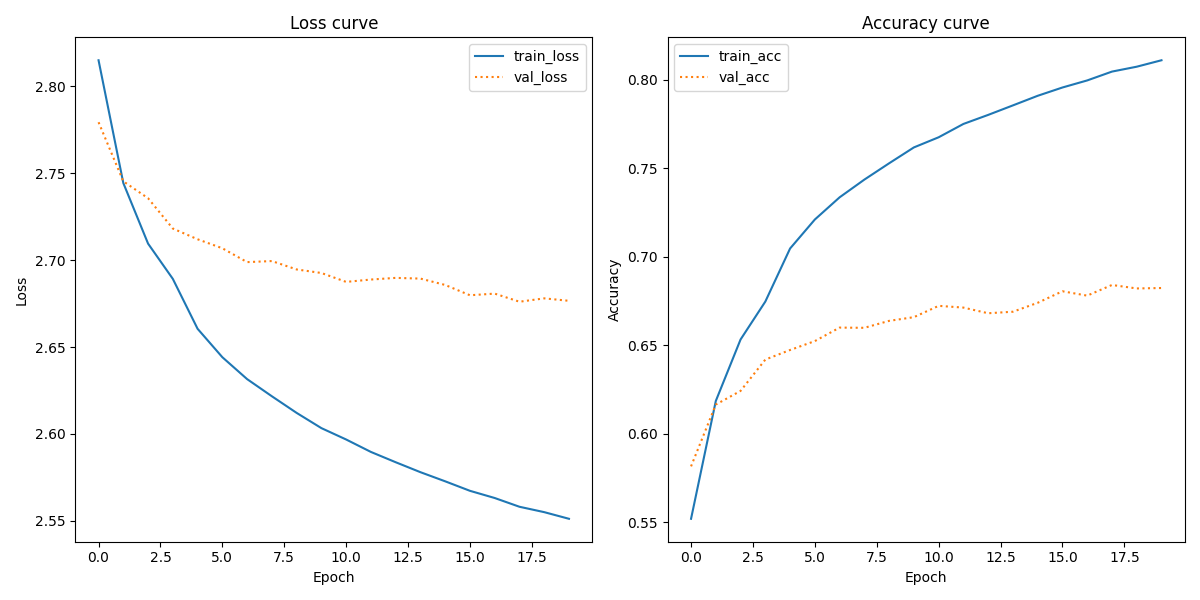 Loss curve
train_loss
val_loss
2.80
2.75
2.70
2.65
2.60
2.55
Loss
0.0 2.5 5.0 7.5 10.0 12.5 15.0 17.5
Epoch
Accuracy curve
train_acc
val_acc
0.80
0.75
0.70
0.65
0.60
0.55
Accuracy
0.0 2.5 5.0 7.5 10.0 12.5 15.0 17.5
Epoch